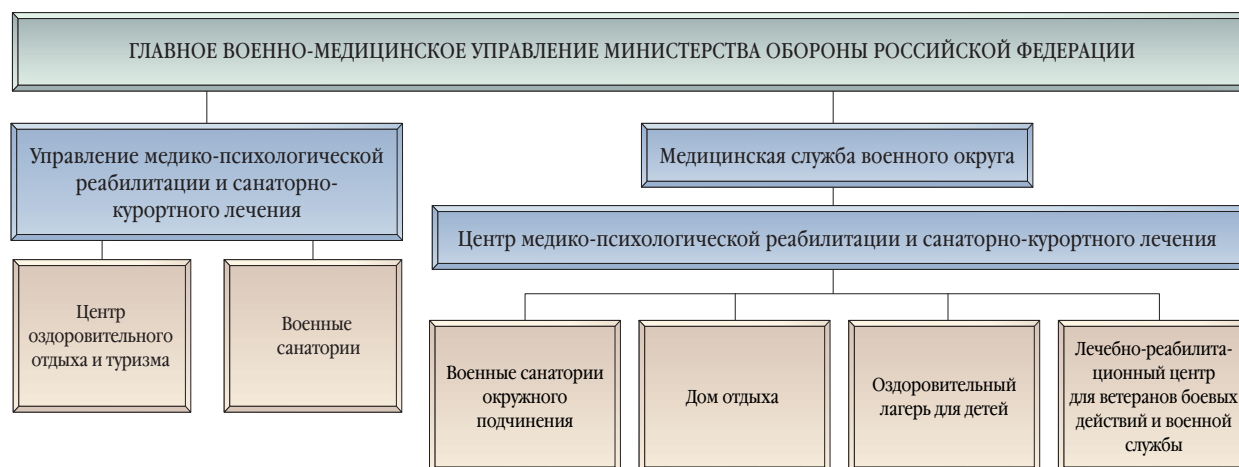 ГЛАВНОЕ ВОЕННО-МЕДИЦИНСКОЕ УПРАВЛЕНИЕ МИНИСТЕРСТВА ОБОРОНЫ РОССИЙСКОЙ ФЕДЕРАЦИИ
Управление медико-психологической
реабилитации и санаторно-
курортного лечения
Медицинская служба военного округа
Центр медико-психологической реабилитации и санаторно-курортного лечения
Центр
оздоровительного
отдыха и туризма
Военные
санатории
Военные санатории
окружного
подчинения
Дом отдыха
Оздоровительный
лагерь для детей
Лечебно-реабилита-
ционный центр
для ветеранов боевых
действий и военной
службы